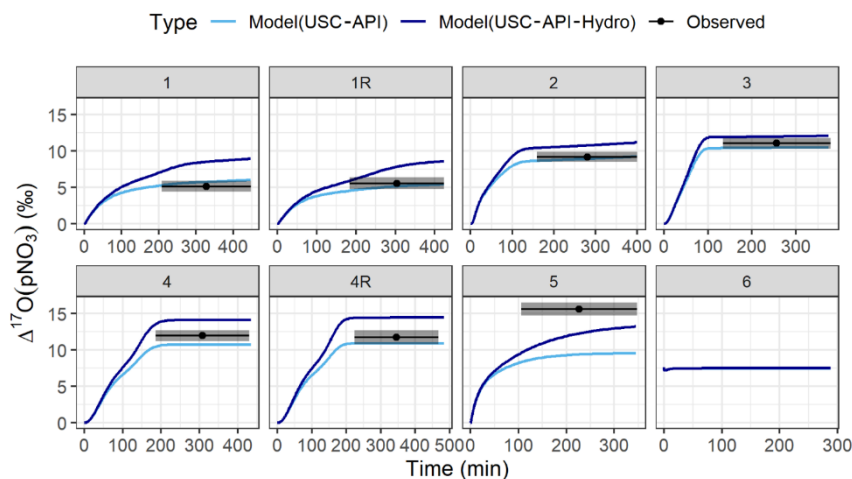 Type Model(USC-API) Model(USC-API-Hydro) Observed
1 1R 2 3
15
10
5
0
0 100 200 300 400 0 100 200 300 400 0 100 200 300 400 0 100 200 300
4 4R 5 6
15
10
5
0
0 100 200 300 400 0 100 200 300 400 500 0 100 200 300 0 100 200 300
Δ¹⁷O(pNO₃) (‰)
Time (min)